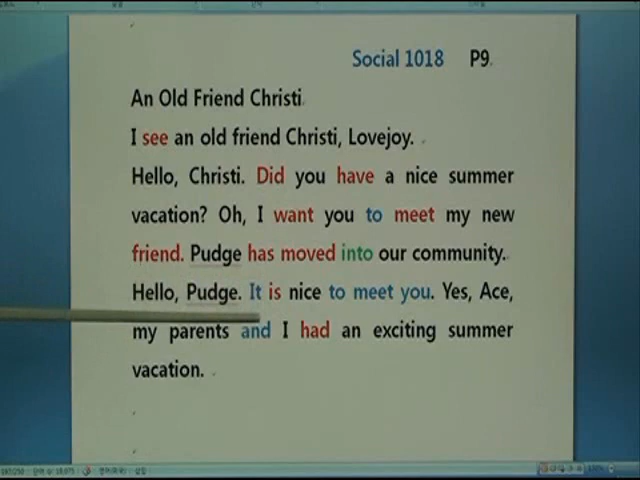 Social 1018 P9.
An Old Friend Christi.
I see an old friend Christi, Lovejoy.
Hello, Christi. Did you have a nice summer
vacation? Oh, I want you to meet my new
friend. Pudge has moved into our community.
Hello, Pudge. It is nice to meet you. Yes, Ace,
my parents and I had an exciting summer
vacation.